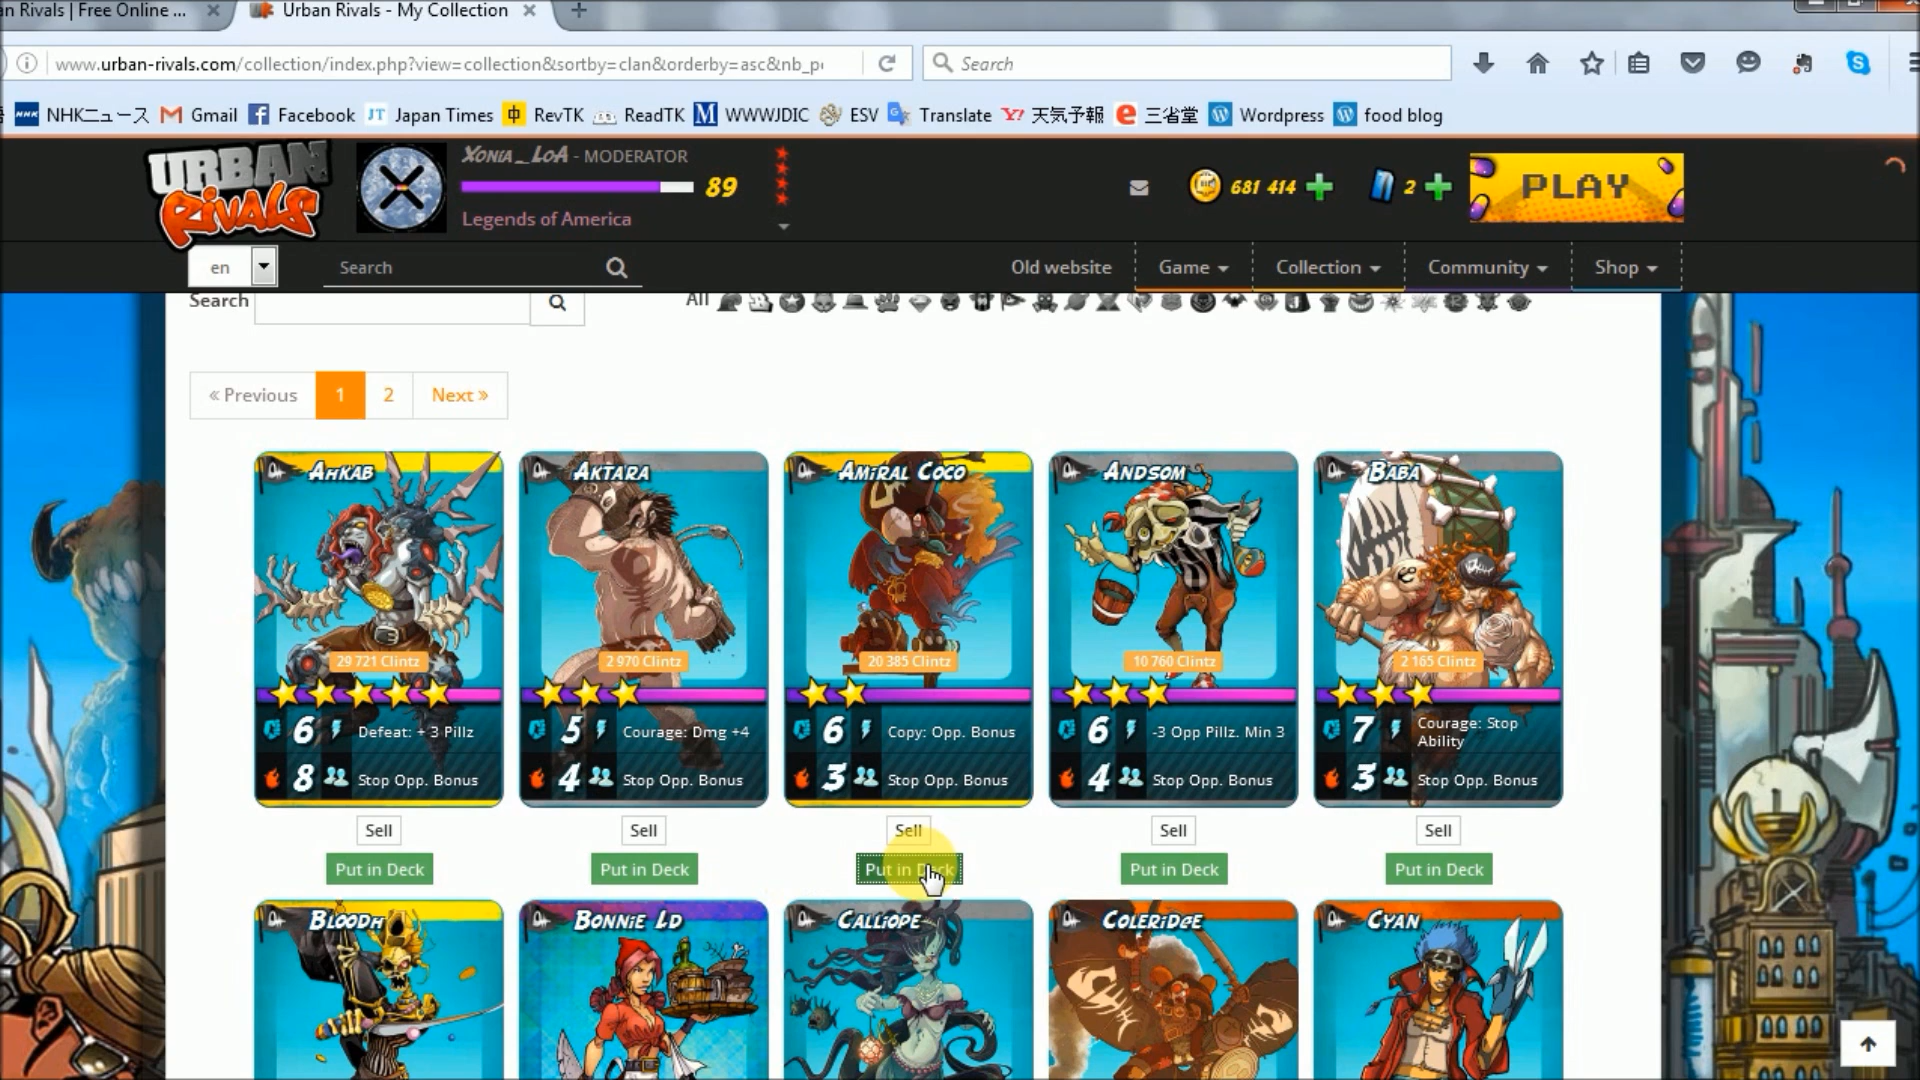 an Rivals | Free Online ...
Urban Rivals - My Collection
www.urban-rivals.com/collection/index.php?view=collection&sortby=clan&orderby=asc&nb_p
Search
NHKニュース
Gmail
Facebook
JT Japan Times
中 RevTK
ReadTK
M WWWJDIC
ESV
Translate
天気予報
三省堂
Wordpress
food blog
URBAN RIVALS
XONIA_LOA - MODERATOR
89
Legends of America
681 414
2
PLAY
en
Search
Old website
Game
Collection
Community
Shop
Search
All
« Previous
1
2
Next »
AHKAB
AKTARA
AMIRAL COCO
ANDSOM
BABA
29 721 Clintz
2 970 Clintz
20 385 Clintz
10 760 Clintz
2 165 Clintz
6 Defeat: + 3 Pillz
5 Courage: Dmg +4
6 Copy: Opp. Bonus
6 -3 Opp Pillz. Min 3
7 Courage: Stop Ability
8 Stop Opp. Bonus
4 Stop Opp. Bonus
3 Stop Opp. Bonus
4 Stop Opp. Bonus
3 Stop Opp. Bonus
Sell
Sell
Sell
Sell
Sell
Put in Deck
Put in Deck
Put in Deck
Put in Deck
Put in Deck
BLOODH
BONNIE LD
CALLIOPE
COLERIDGE
CYAN